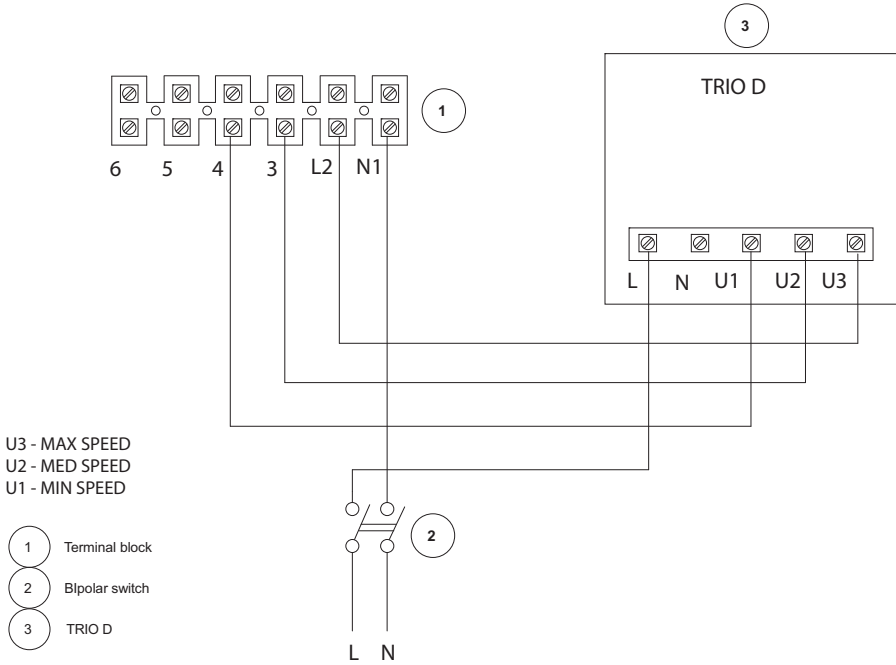 3
TRIO D
1
6 5 4 3 L2 N1
L N U1 U2 U3
U3 - MAX SPEED
U2 - MED SPEED
U1 - MIN SPEED
2
1 Terminal block
2 BIpolar switch
3 TRIO D
L N